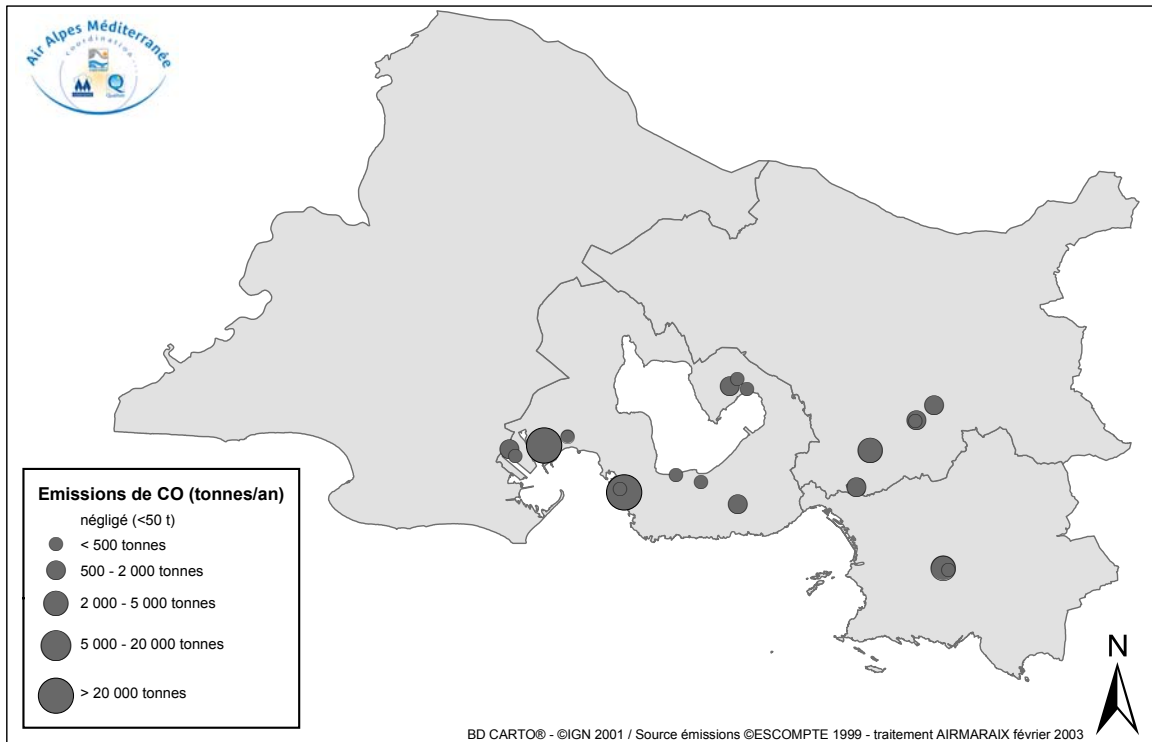 Air Alpes Méditerranée
coordination...
Emissions de CO (tonnes/an)
négligé (<50 t)
< 500 tonnes
500 - 2 000 tonnes
2 000 - 5 000 tonnes
5 000 - 20 000 tonnes
> 20 000 tonnes
N
BD CARTO® - ©IGN 2001 / Source émissions ©ESCOMPTE 1999 - traitement AIRMARAIX février 2003